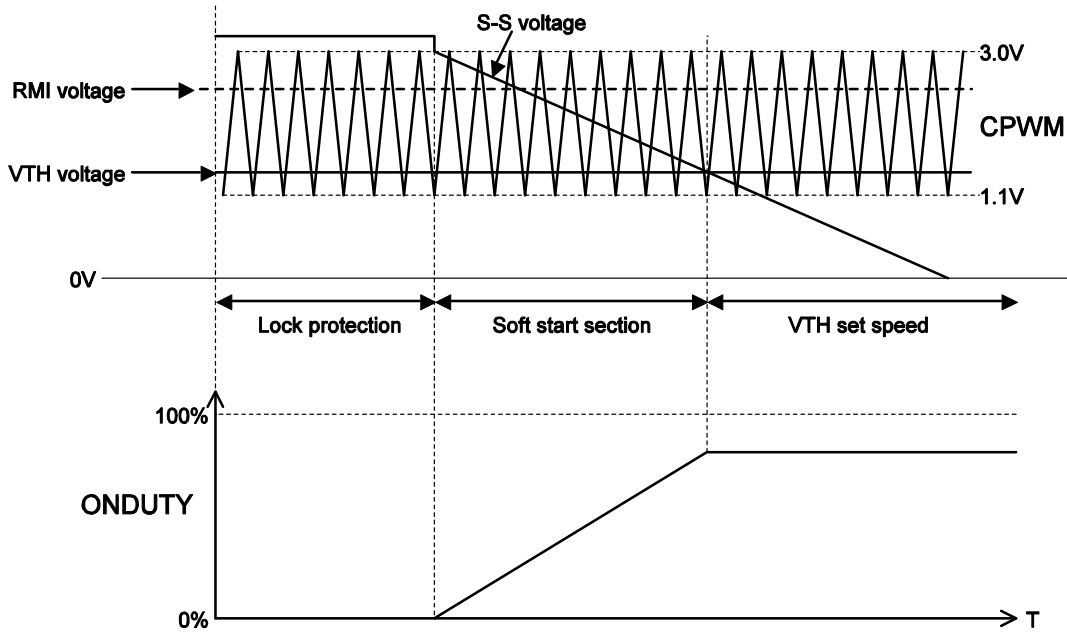 S-S voltage
3.0V
RMI voltage
CPWM
VTH voltage
1.1V
0V
Lock protection
Soft start section
VTH set speed
100%
ONDUTY
0%
T